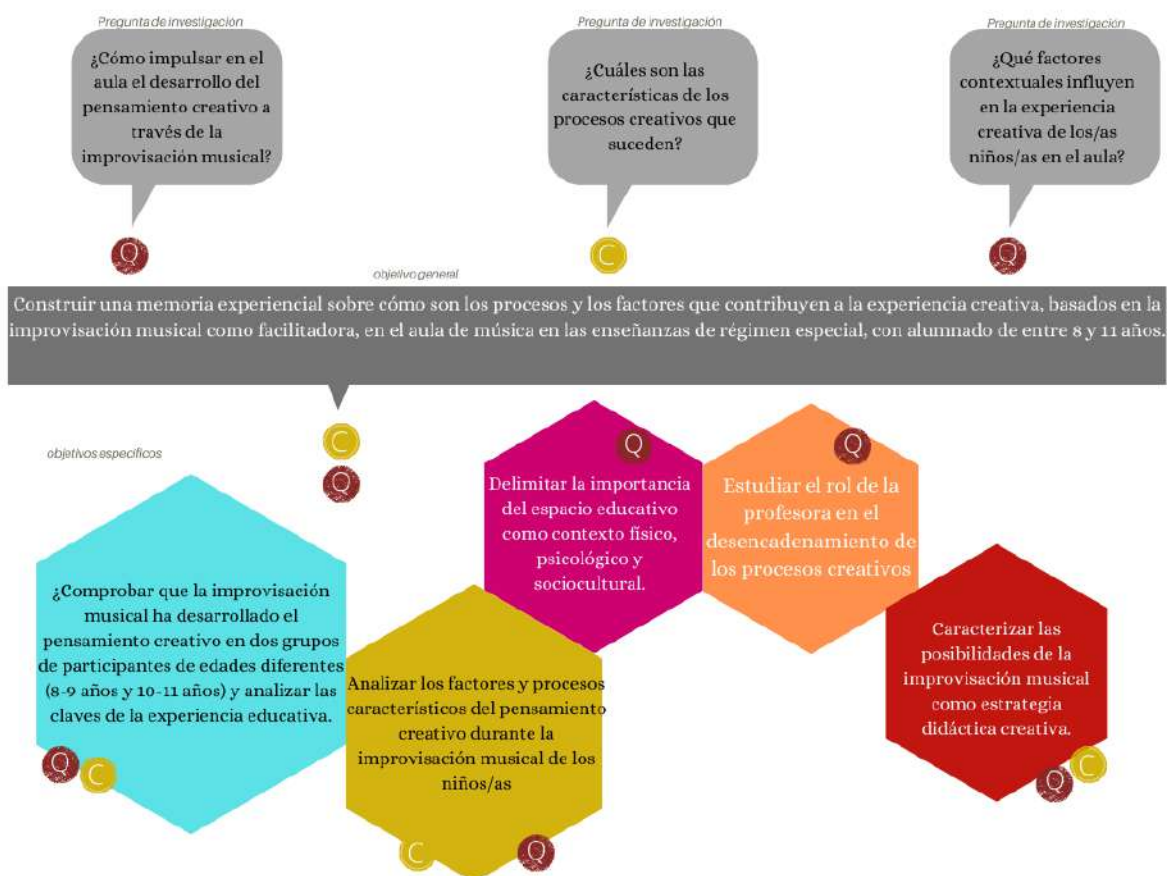 Pregunta de investigación
¿Cómo impulsar en el
aula el desarrollo del
pensamiento creativo a
través de la
improvisación musical?
Q
Pregunta de investigación
¿Cuáles son las
características de los
procesos creativos que
suceden?
C
Pregunta de investigación
¿Qué factores
contextuales influyen
en la experiencia
creativa de los/as
niños/as en el aula?
Q
objetivo general
Construir una memoria experiencial sobre cómo son los procesos y los factores que contribuyen a la experiencia creativa, basados en la
improvisación musical como facilitadora, en el aula de música en las enseñanzas de régimen especial, con alumnado de entre 8 y 11 años.
C
Q
objetivos específicos
¿Comprobar que la improvisación
musical ha desarrollado el
pensamiento creativo en dos grupos
de participantes de edades diferentes
(8-9 años y 10-11 años) y analizar las
claves de la experiencia educativa.
Q
C
Analizar los factores y procesos
característicos del pensamiento
creativo durante la
improvisación musical de los
niños/as
C
Q
Q
Delimitar la importancia
del espacio educativo
como contexto físico,
psicológico y
sociocultural.
Q
Estudiar el rol de la
profesora en el
desencadenamiento de
los procesos creativos
Caracterizar las
posibilidades de la
improvisación musical
como estrategia
didáctica creativa.
Q
C